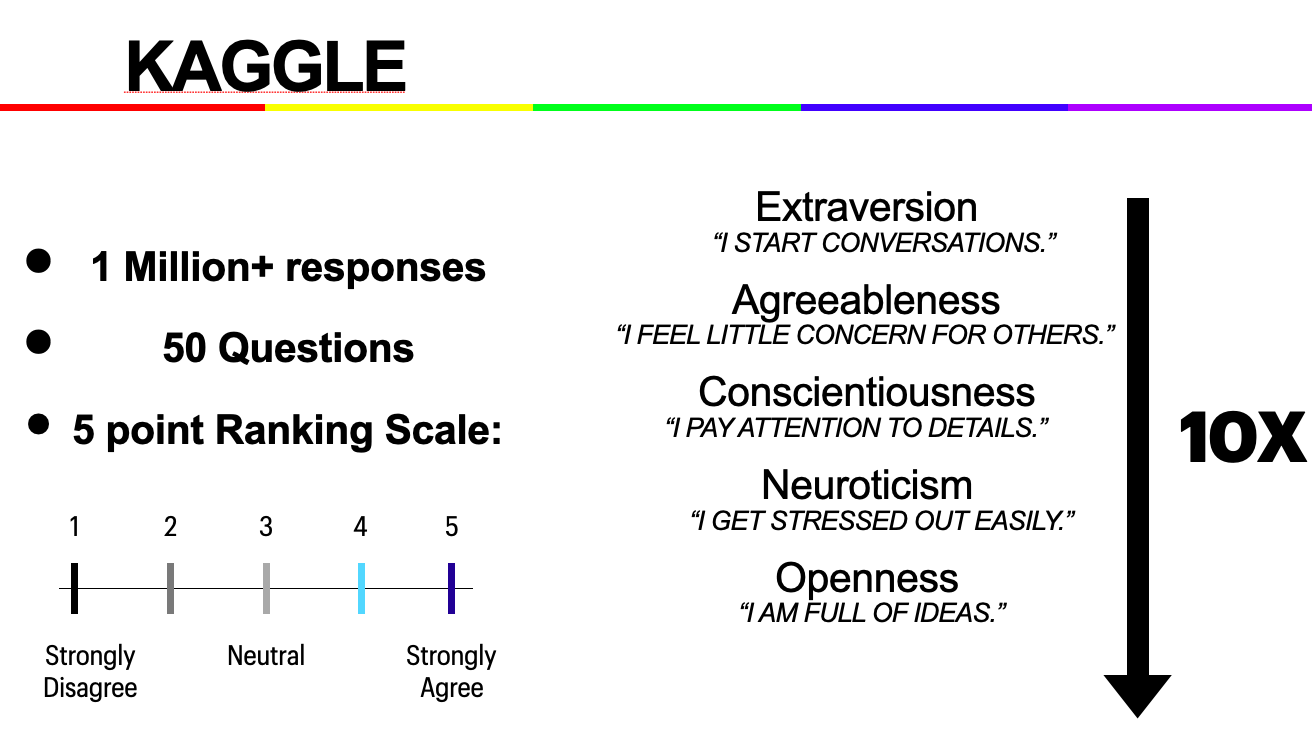 KAGGLE
1 Million+ responses
50 Questions
5 point Ranking Scale:
1 2 3 4 5
Strongly Disagree
Neutral
Strongly Agree
Extraversion
“I START CONVERSATIONS.”
Agreeableness
“I FEEL LITTLE CONCERN FOR OTHERS.”
Conscientiousness
“I PAY ATTENTION TO DETAILS.”
Neuroticism
“I GET STRESSED OUT EASILY.”
Openness
“I AM FULL OF IDEAS.”
10X